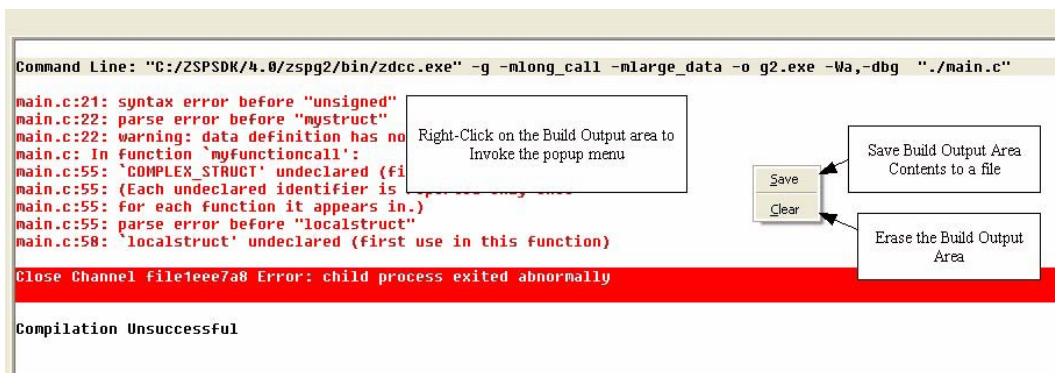 Command Line: "C:/ZSPSDK/4.0/zspg2/bin/zdcc.exe" -g -mlong_call -mlarge_data -o g2.exe -Wa,-dbg "./main.c"
main.c:21: syntax error before "unsigned"
main.c:22: parse error before "mystruct"
main.c:22: warning: data definition has no
main.c: In function `myfunctioncall':
main.c:55: `COMPLEX_STRUCT' undeclared (fi
main.c:55: (Each undeclared identifier is reported only once
main.c:55: for each function it appears in.)
main.c:55: parse error before "localstruct"
main.c:58: `localstruct' undeclared (first use in this function)
Close Channel file1eee7a8 Error: child process exited abnormally
Compilation Unsuccessful
Right-Click on the Build Output area to
Invoke the popup menu
Save
Clear
Save Build Output Area
Contents to a file
Erase the Build Output
Area